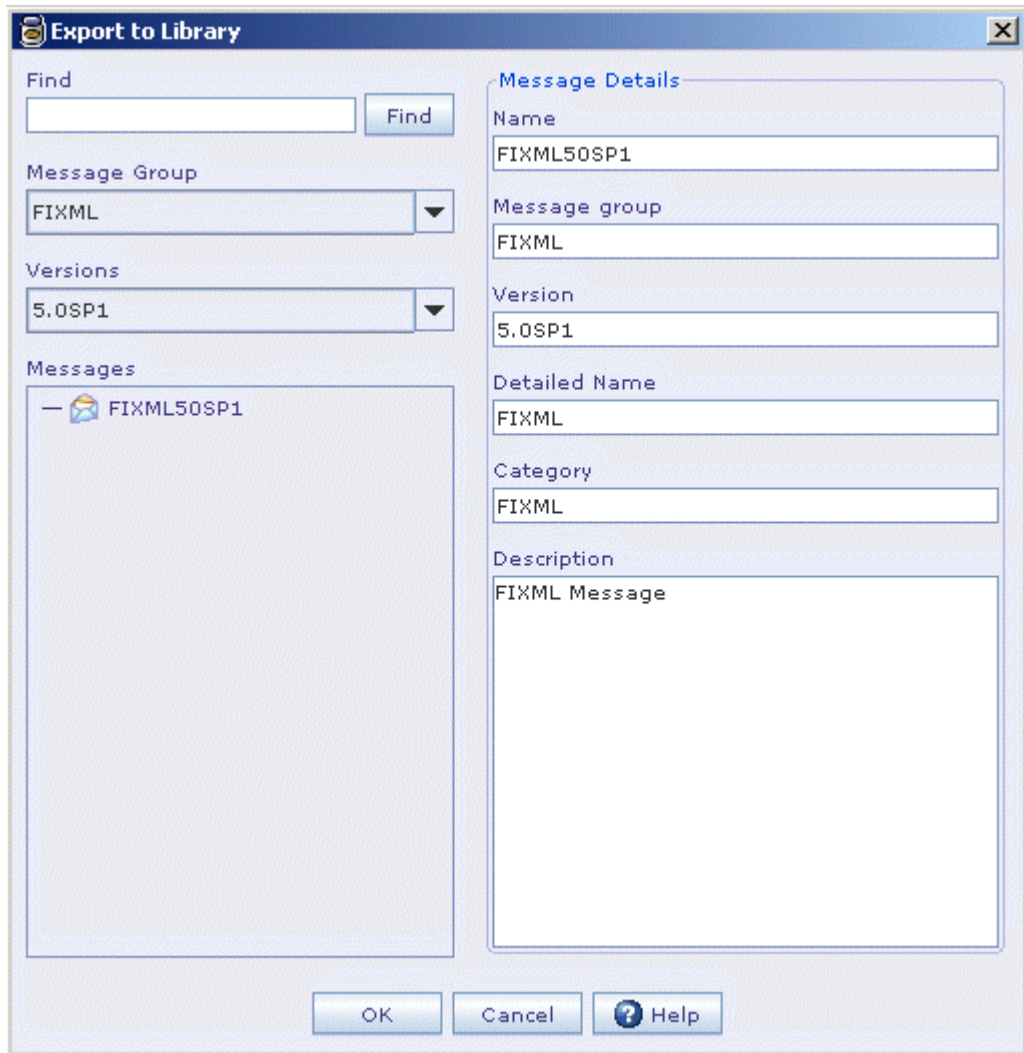 Export to Library
Find
Find
Message Group
FIXML
Versions
5.0SP1
Messages
FIXML50SP1
Message Details
Name
FIXML50SP1
Message group
FIXML
Version
5.0SP1
Detailed Name
FIXML
Category
FIXML
Description
FIXML Message
OK
Cancel
? Help